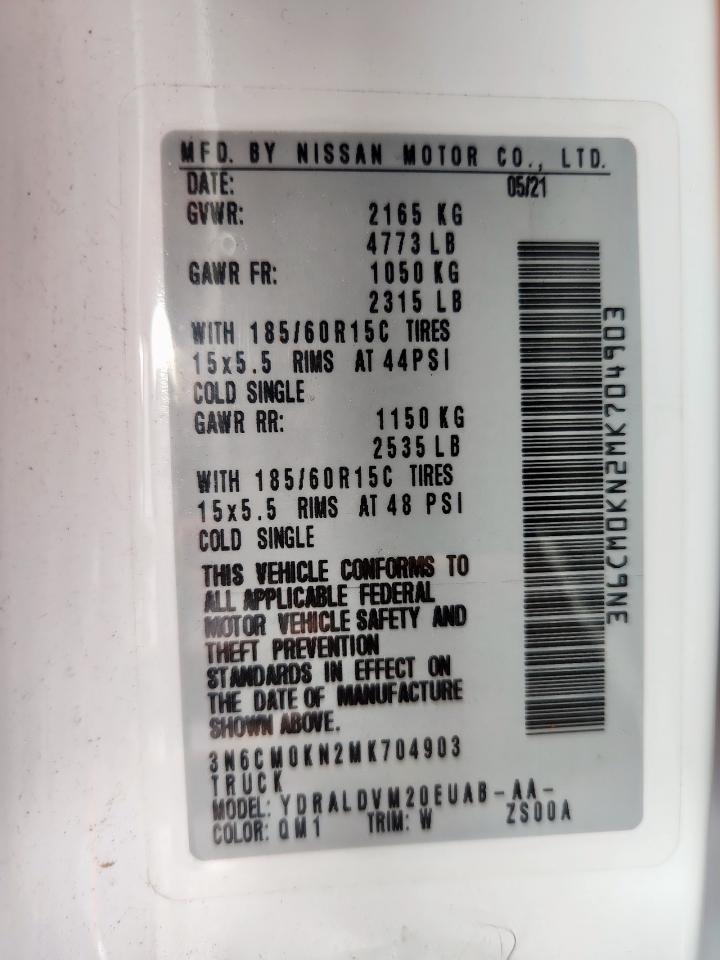 MFD. BY NISSAN MOTOR CO., LTD.
DATE: 05/21
GVWR: 2165 KG
4773 LB
GAWR FR: 1050 KG
2315 LB
WITH 185/60R15C TIRES
15x5.5 RIMS AT 44PSI
COLD SINGLE
GAWR RR: 1150 KG
2535 LB
WITH 185/60R15C TIRES
15x5.5 RIMS AT 48 PSI
COLD SINGLE
THIS VEHICLE CONFORMS TO
ALL APPLICABLE FEDERAL
MOTOR VEHICLE SAFETY AND
THEFT PREVENTION
STANDARDS IN EFFECT ON
THE DATE OF MANUFACTURE
SHOWN ABOVE.
3N6CM0KN2MK704903
TRUCK
MODEL: YDRALDVM20EUAB-AA-
ZS00A
COLOR: QM1 TRIM: W
3N6CM0KN2MK704903